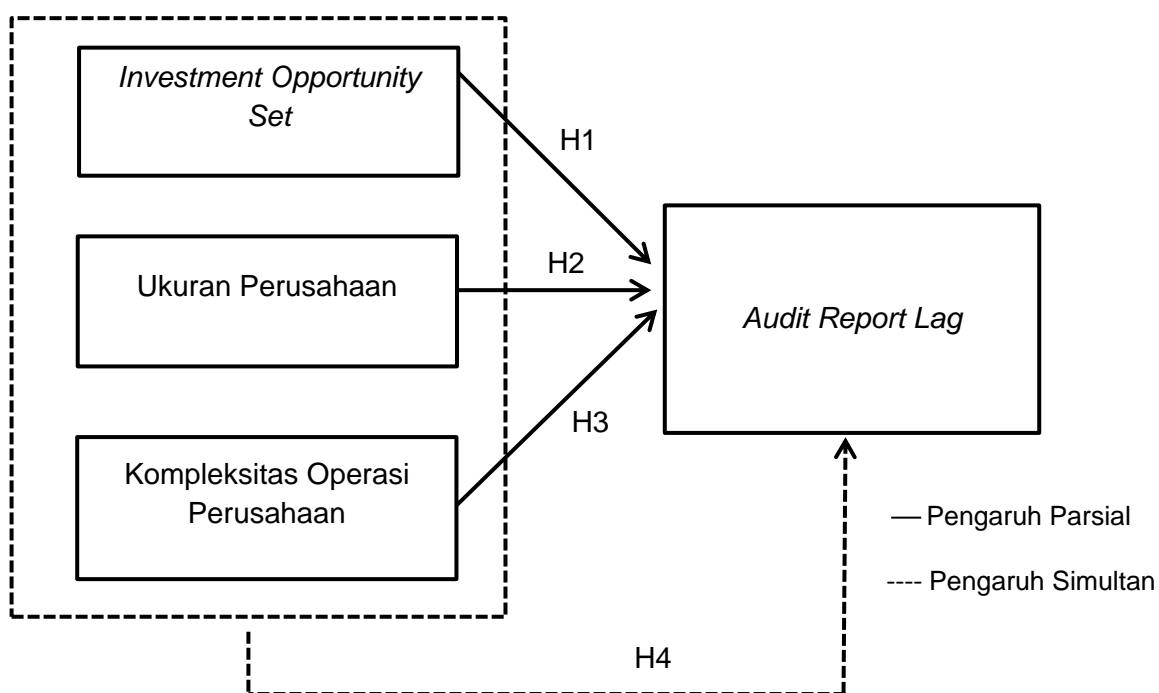 Investment Opportunity
Set
H1
Ukuran Perusahaan
H2
Audit Report Lag
H3
Kompleksitas Operasi
Perusahaan
— Pengaruh Parsial
---- Pengaruh Simultan
H4